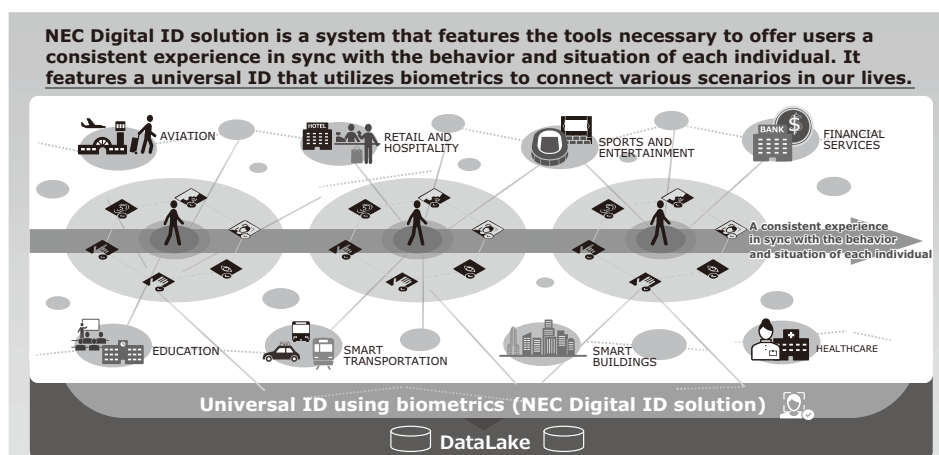 NEC Digital ID solution is a system that features the tools necessary to offer users a
consistent experience in sync with the behavior and situation of each individual. It
features a universal ID that utilizes biometrics to connect various scenarios in our lives.
AVIATION
HOTEL
RETAIL AND
HOSPITALITY
SPORTS AND
ENTERTAINMENT
BANK
$
FINANCIAL
SERVICES
A consistent experience
in sync with the behavior
and situation of each individual
EDUCATION
TAXI
SMART
TRANSPORTATION
SMART
BUILDINGS
HEALTHCARE
Universal ID using biometrics (NEC Digital ID solution)
DataLake